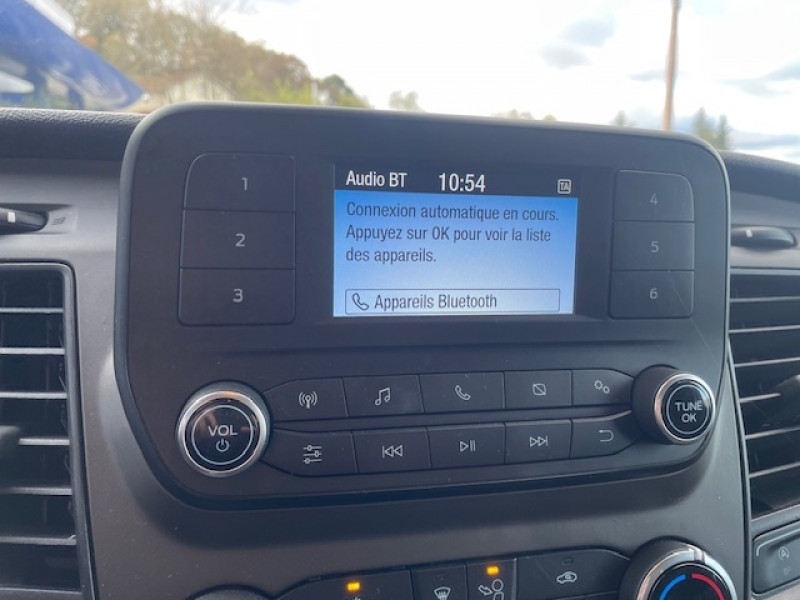 Audio BT 10:54 TA
Connexion automatique en cours.
Appuyez sur OK pour voir la liste
des appareils.
Appareils Bluetooth
1
2
3
4
5
6
VOL
TUNE
OK